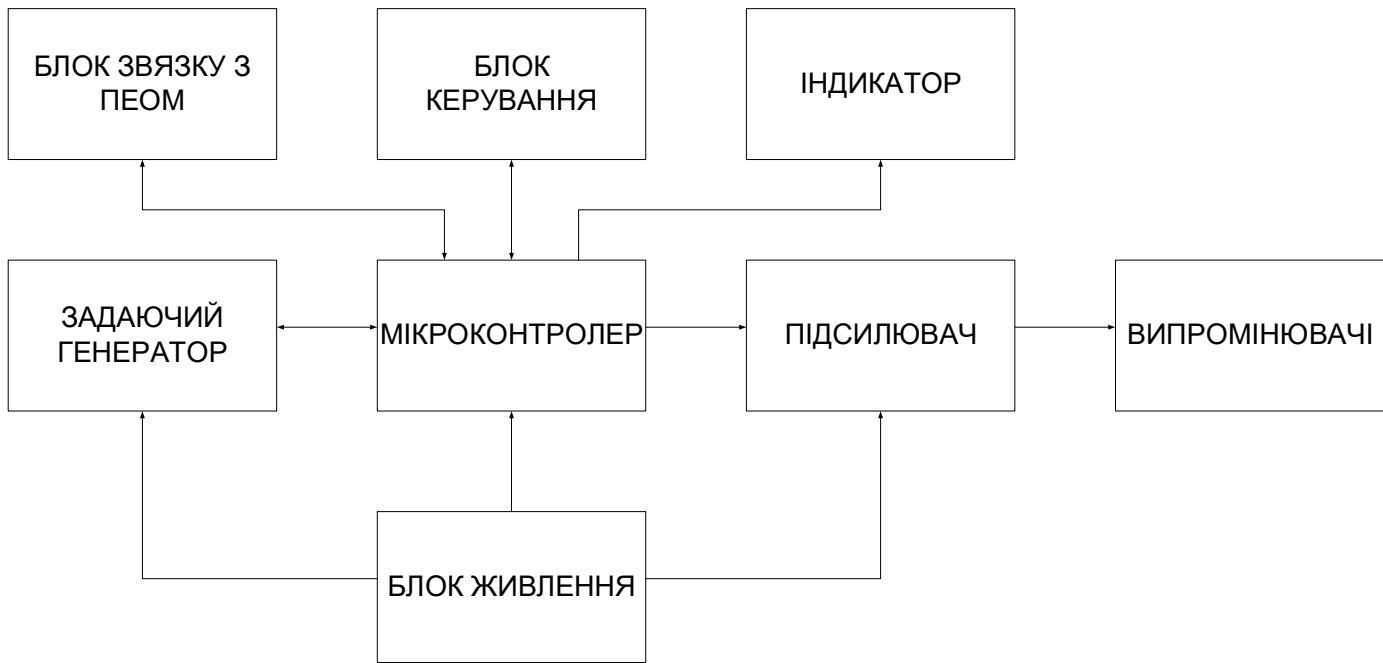 БЛОК ЗВЯЗКУ З
ПЕОМ
БЛОК
КЕРУВАННЯ
ІНДИКАТОР
ЗАДАЮЧИЙ
ГЕНЕРАТОР
МІКРОКОНТРОЛЕР
ПІДСИЛЮВАЧ
ВИПРОМІНЮВАЧІ
БЛОК ЖИВЛЕННЯ